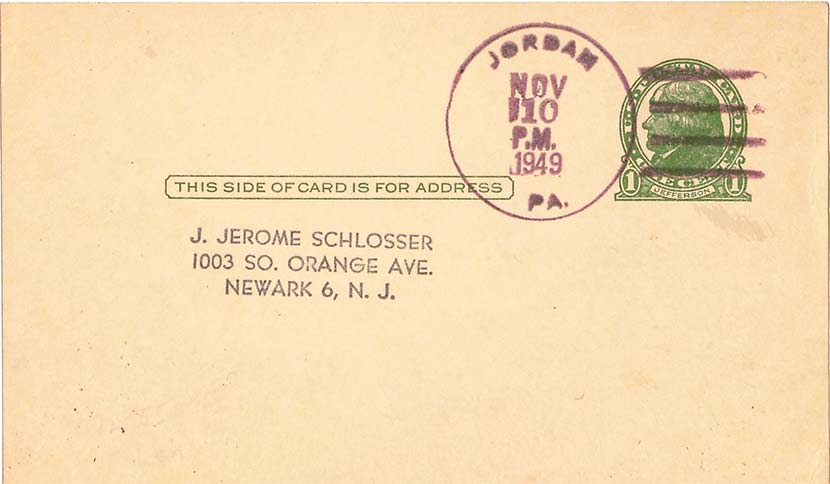 JORDAN
NOV
10
P.M.
1949
PA.
1 JEFFERSON 1
THIS SIDE OF CARD IS FOR ADDRESS
J. JEROME SCHLOSSER
1003 SO. ORANGE AVE.
NEWARK 6, N. J.